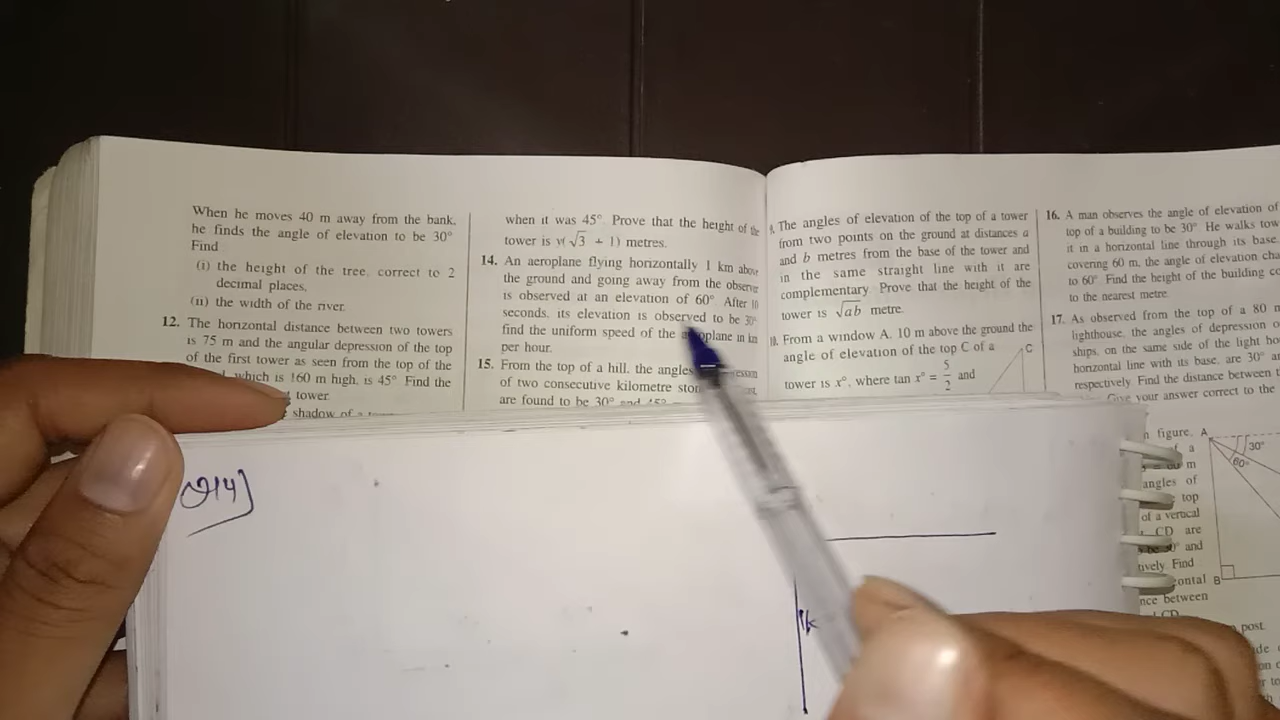 When he moves 40 m away from the bank,
he finds the angle of elevation to be 30°
Find
(i) the height of the tree, correct to 2
decimal places,
(ii) the width of the river.
12. The horizontal distance between two towers
is 75 m and the angular depression of the top
of the first tower as seen from the top of the
which is 160 m high, is 45° Find the
tower.
shadow of a
when it was 45°. Prove that the height of the
tower is y(√3 + 1) metres.
14. An aeroplane flying horizontally 1 km above
the ground and going away from the observer
is observed at an elevation of 60°. After 10
seconds, its elevation is observed to be 30°
find the uniform speed of the aeroplane in km
per hour.
15. From the top of a hill, the angles
of two consecutive kilometre
are found to be 30° and 45°
9. The angles of elevation of the top of a tower
from two points on the ground at distances a
and b metres from the base of the tower and
in the same straight line with it are
complementary. Prove that the height of the
tower is √ab metre.
10. From a window A, 10 m above the ground the
angle of elevation of the top C of a
tower is x°, where tan x° = 5/2 and
C
16. A man observes the angle of elevation of
top of a building to be 30° He walks
it in a horizontal line through its base.
covering 60 m, the angle of elevation
to 60° Find the height of the building
to the nearest metre.
17. As observed from the top of a 80 m
lighthouse, the angles of depression
ships, on the same side of the light
horizontal line with its base, are 30°
respectively. Find the distance between
Give your answer correct to the
figure,
a
m
angles of
top
of a vertical
CD are
30° and
Find
between
CD
post.
A
30°
60°
B
Q14)
1k